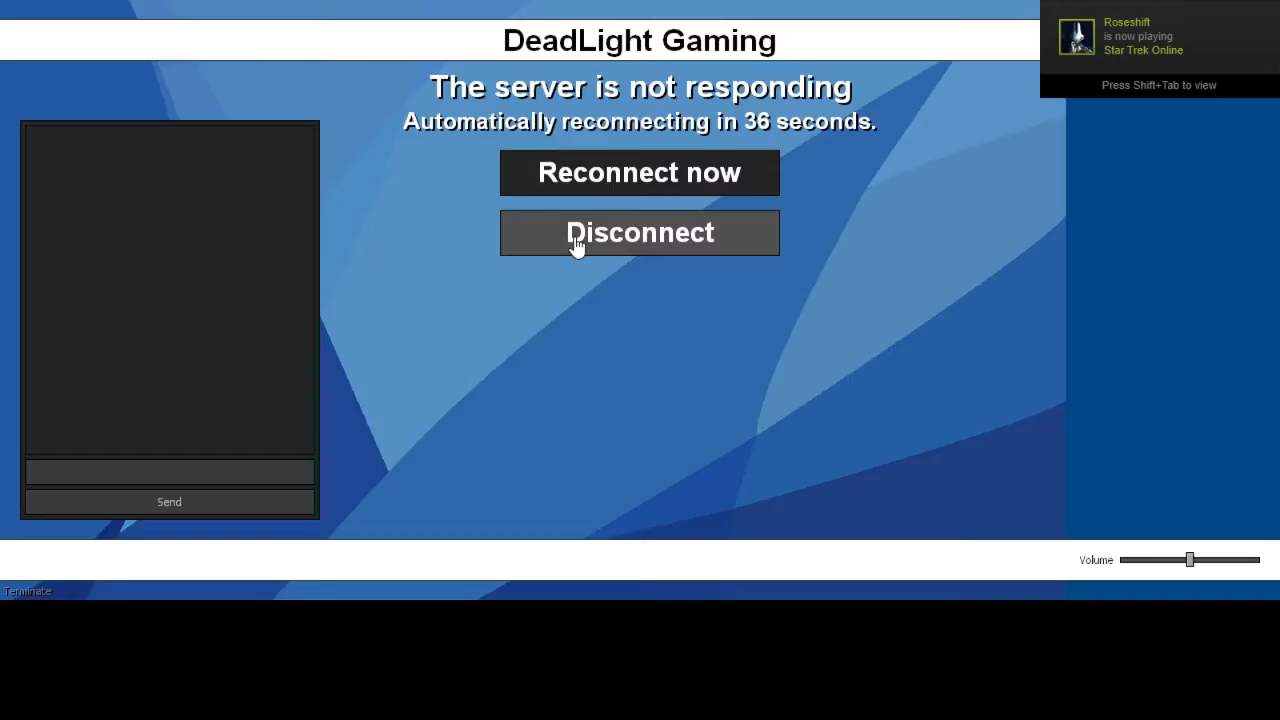 DeadLight Gaming
Roseshift
is now playing
Star Trek Online
Press Shift+Tab to view
The server is not responding
Automatically reconnecting in 36 seconds.
Reconnect now
Disconnect
Send
Volume
Terminate